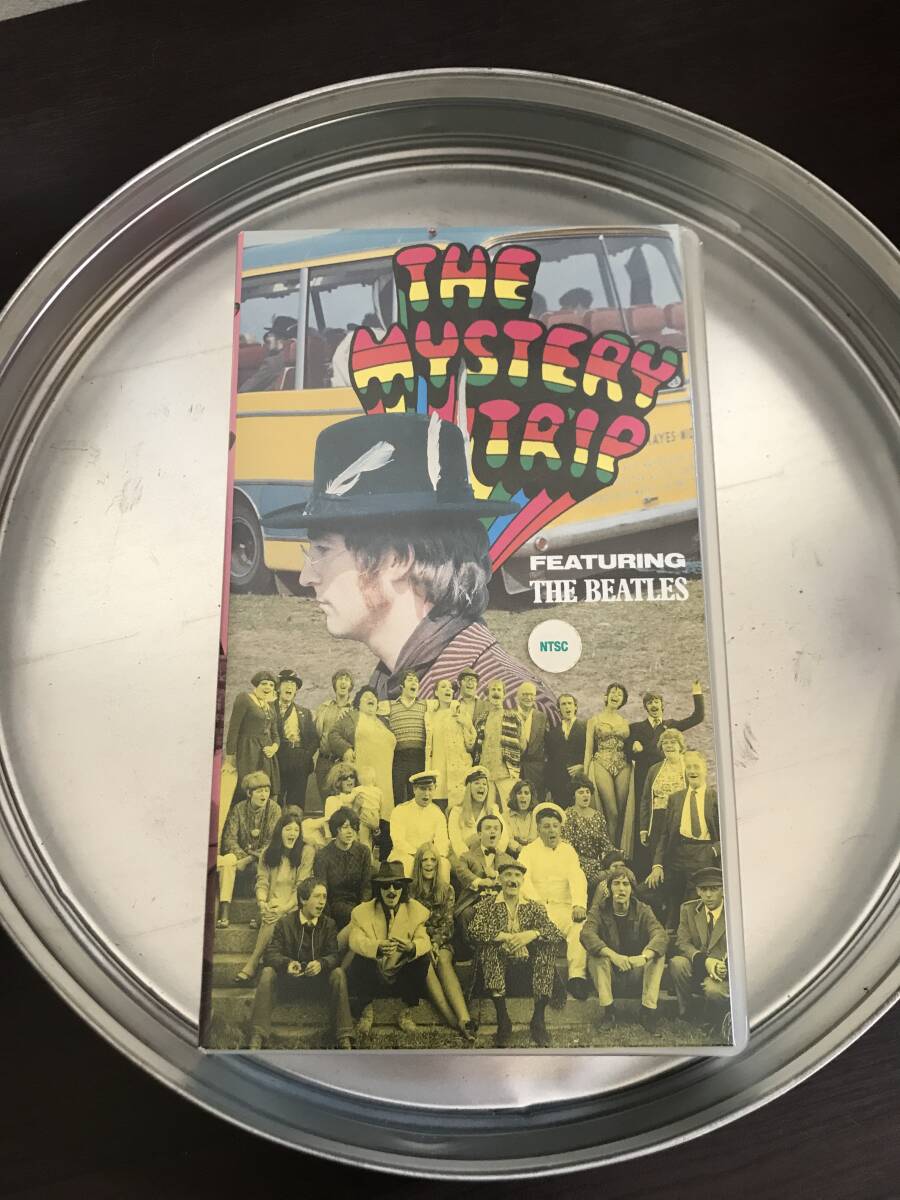 THE
MYSTERY
TRIP
FEATURING
THE BEATLES
NTSC